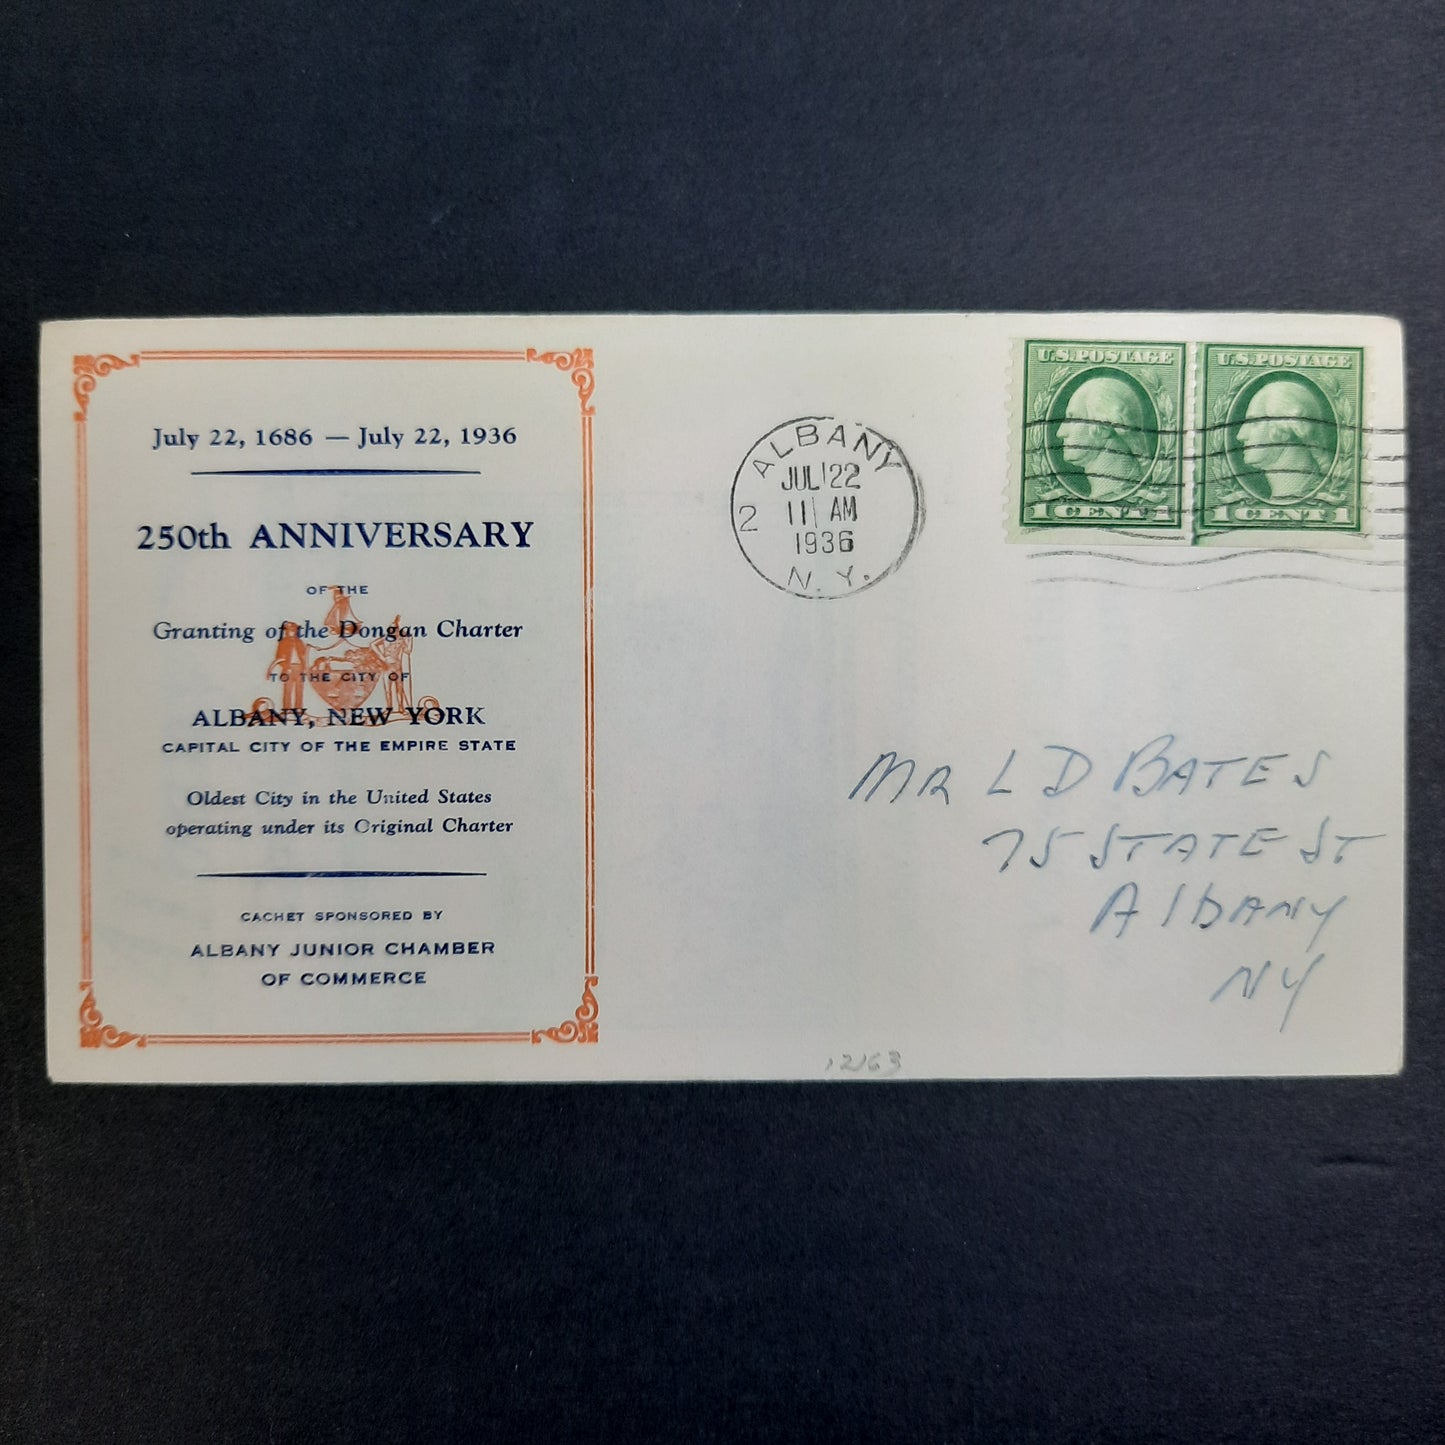 July 22, 1686 — July 22, 1936
250th ANNIVERSARY
OF THE
Granting of the Dongan Charter
TO THE CITY OF
ALBANY, NEW YORK
CAPITAL CITY OF THE EMPIRE STATE
Oldest City in the United States
operating under its Original Charter
CACHET SPONSORED BY
ALBANY JUNIOR CHAMBER
OF COMMERCE
ALBANY
JUL 22
2 11 AM
1936
N. Y.
U.S. POSTAGE
1 CENT 1
U.S. POSTAGE
1 CENT 1
MR L D BATES
75 STATE ST
AlbANY
NY
12163